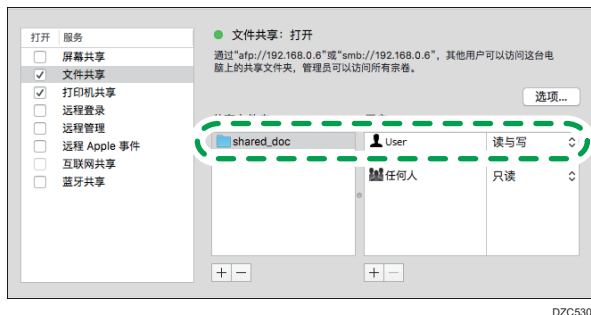 打开 服务
屏幕共享
文件共享
打印机共享
远程登录
远程管理
远程 Apple 事件
互联网共享
蓝牙共享
文件共享：打开
通过“afp://192.168.0.6”或“smb://192.168.0.6”，其他用户可以访问这台电
脑上的共享文件夹，管理员可以访问所有宗卷。
选项...
shared_doc
User 读与写
任何人 只读
+ −
+ −
DZC530